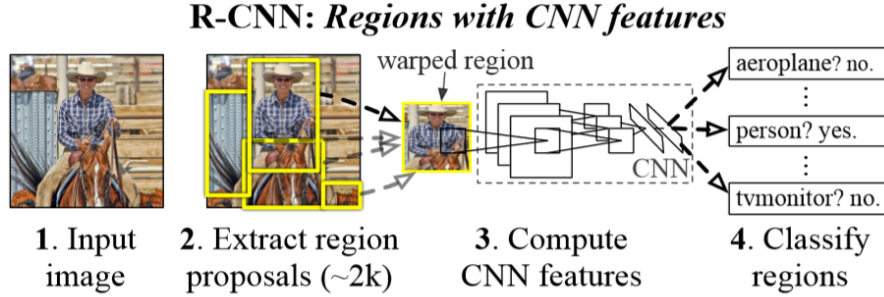 R-CNN: Regions with CNN features
warped region
aeroplane? no.
⋮
person? yes.
⋮
tvmonitor? no.
CNN
1. Input
image
2. Extract region
proposals (~2k)
3. Compute
CNN features
4. Classify
regions